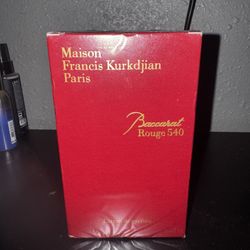 Maison
Francis Kurkdjian
Paris
Baccarat
Rouge 540